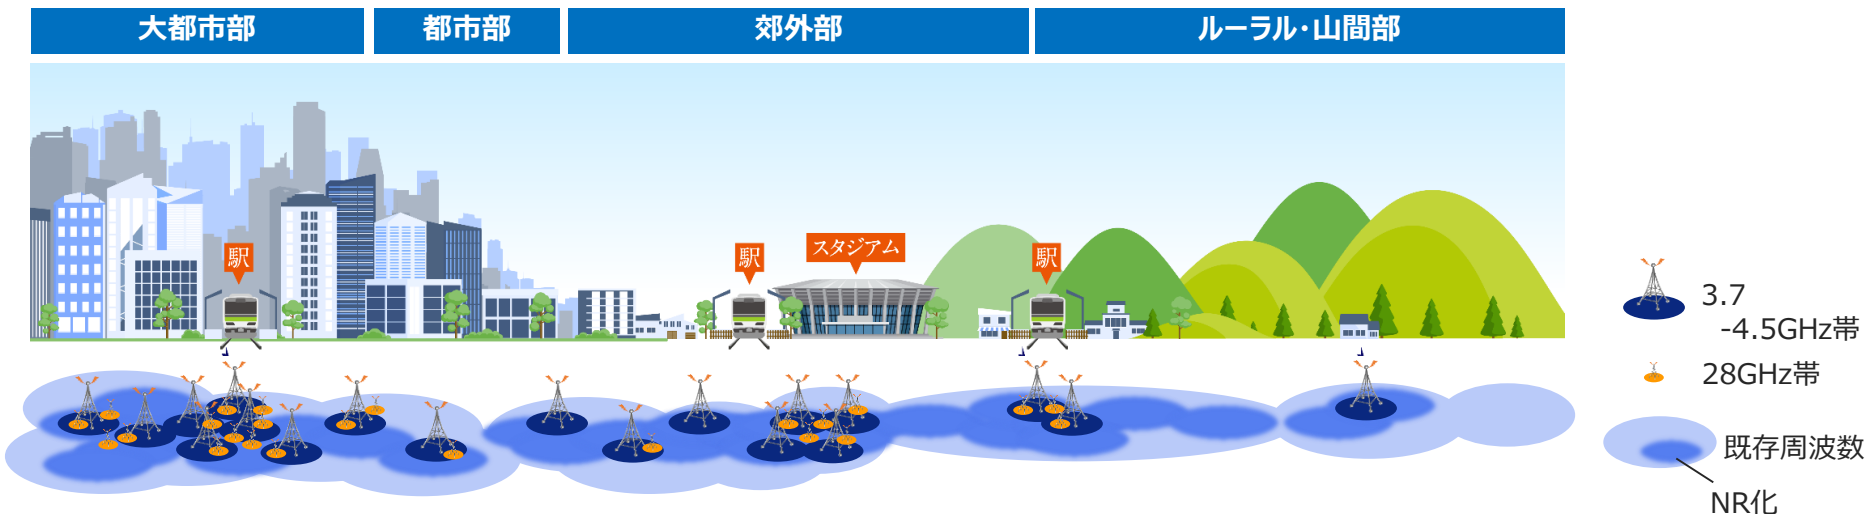 大都市部
都市部
郊外部
ルーラル・山間部
駅
駅
スタジアム
駅
3.7
-4.5GHz帯
28GHz帯
既存周波数
NR化